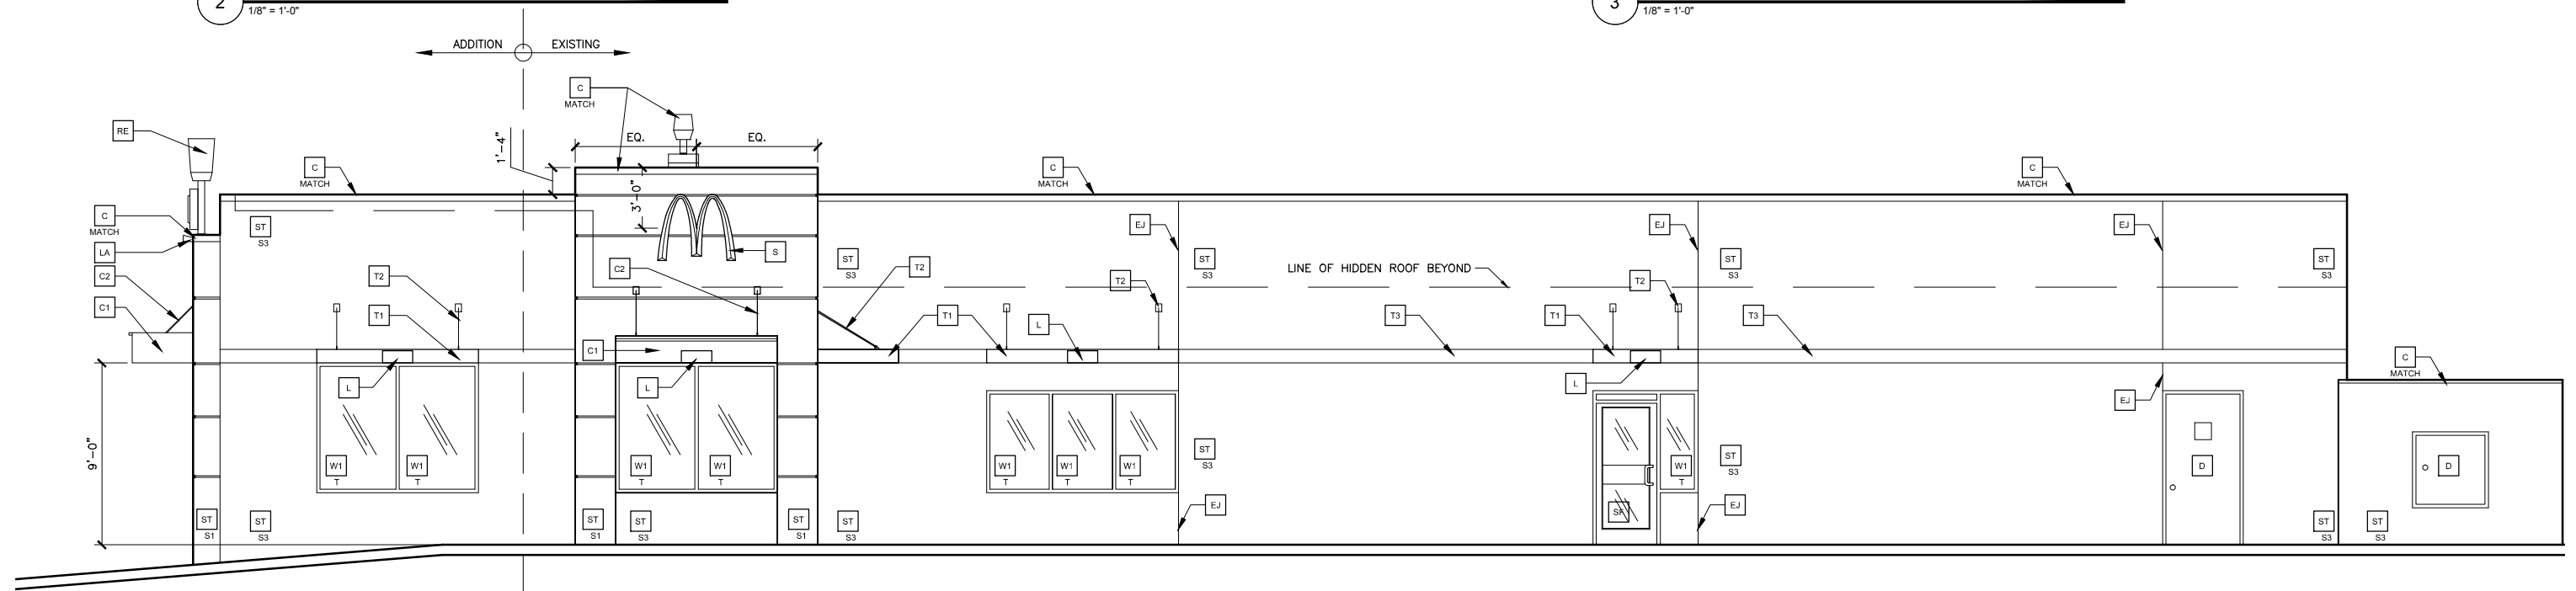 2
1/8" = 1'-0"
3
1/8" = 1'-0"
ADDITION
EXISTING
C
MATCH
RE
1'-4"
EQ.
EQ.
C
MATCH
C
MATCH
C
MATCH
3'-0"
C
MATCH
LA
C2
C1
ST
S3
T2
T1
C2
S
ST
S3
T2
EJ
ST
S3
LINE OF HIDDEN ROOF BEYOND
T2
EJ
ST
S3
T2
EJ
ST
S3
C1
T1
L
T3
T1
T3
L
L
L
EJ
C
MATCH
9'-0"
W1
T
W1
T
W1
T
W1
T
W1
T
W1
T
W1
T
ST
S3
W1
T
ST
S3
D
D
SF
ST
S1
ST
S3
ST
S1
ST
S3
ST
S1
ST
S3
EJ
EJ
ST
S3
ST
S3